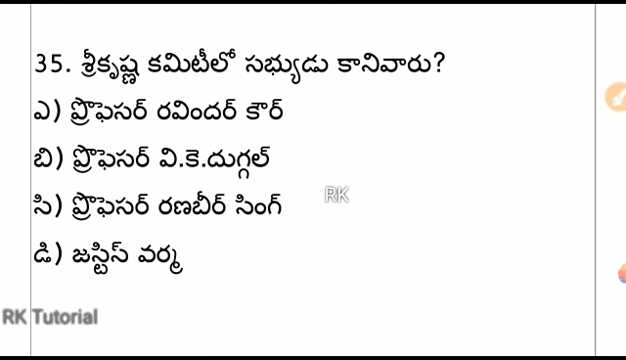 35. శ్రీకృష్ణ కమిటీలో సభ్యుడు కానివారు?
ఎ) ప్రొఫెసర్ రవిందర్ కౌర్
బి) ప్రొఫెసర్ వి.కె.దుగ్గల్
సి) ప్రొఫెసర్ రణబీర్ సింగ్
RK
డి) జస్టిస్ వర్మ
RK Tutorial